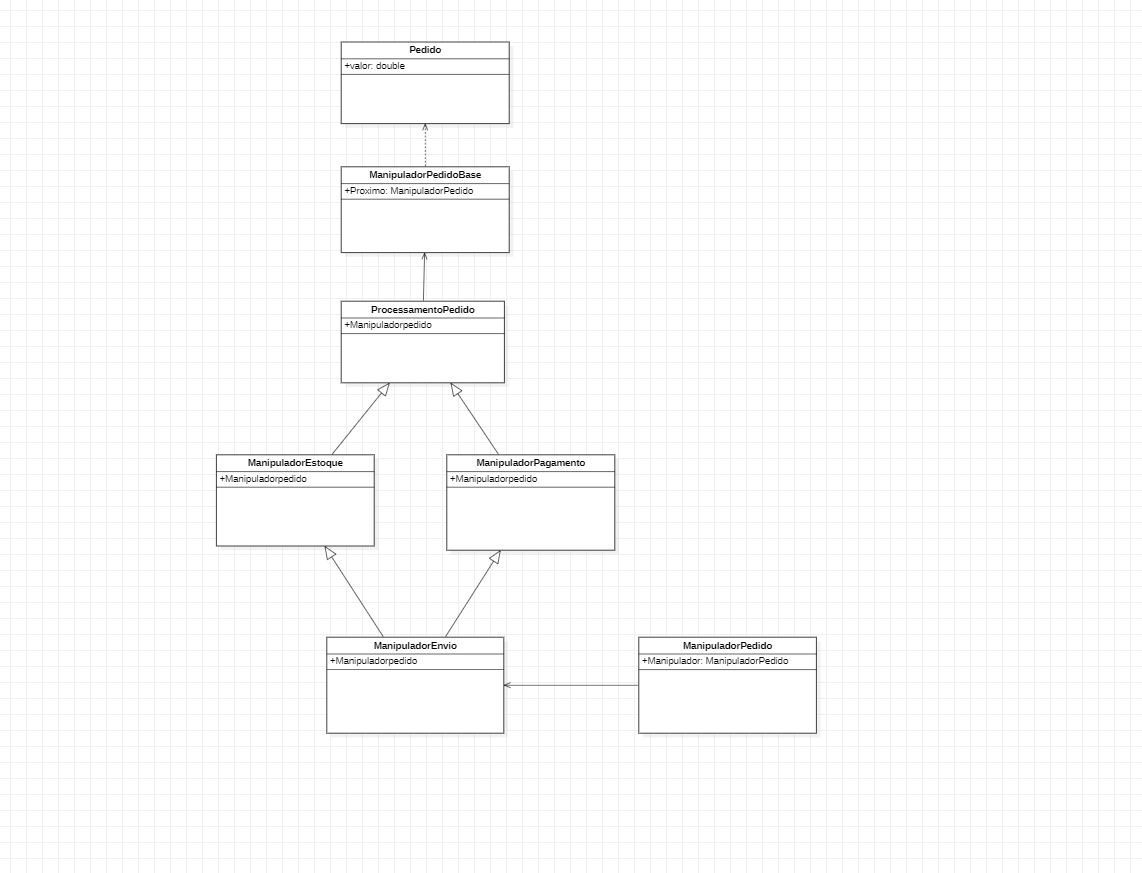 Pedido
+valor: double
ManipuladorPedidoBase
+Proximo: ManipuladorPedido
ProcessamentoPedido
+Manipuladorpedido
ManipuladorEstoque
+Manipuladorpedido
ManipuladorPagamento
+Manipuladorpedido
ManipuladorEnvio
+Manipuladorpedido
ManipuladorPedido
+Manipulador: ManipuladorPedido